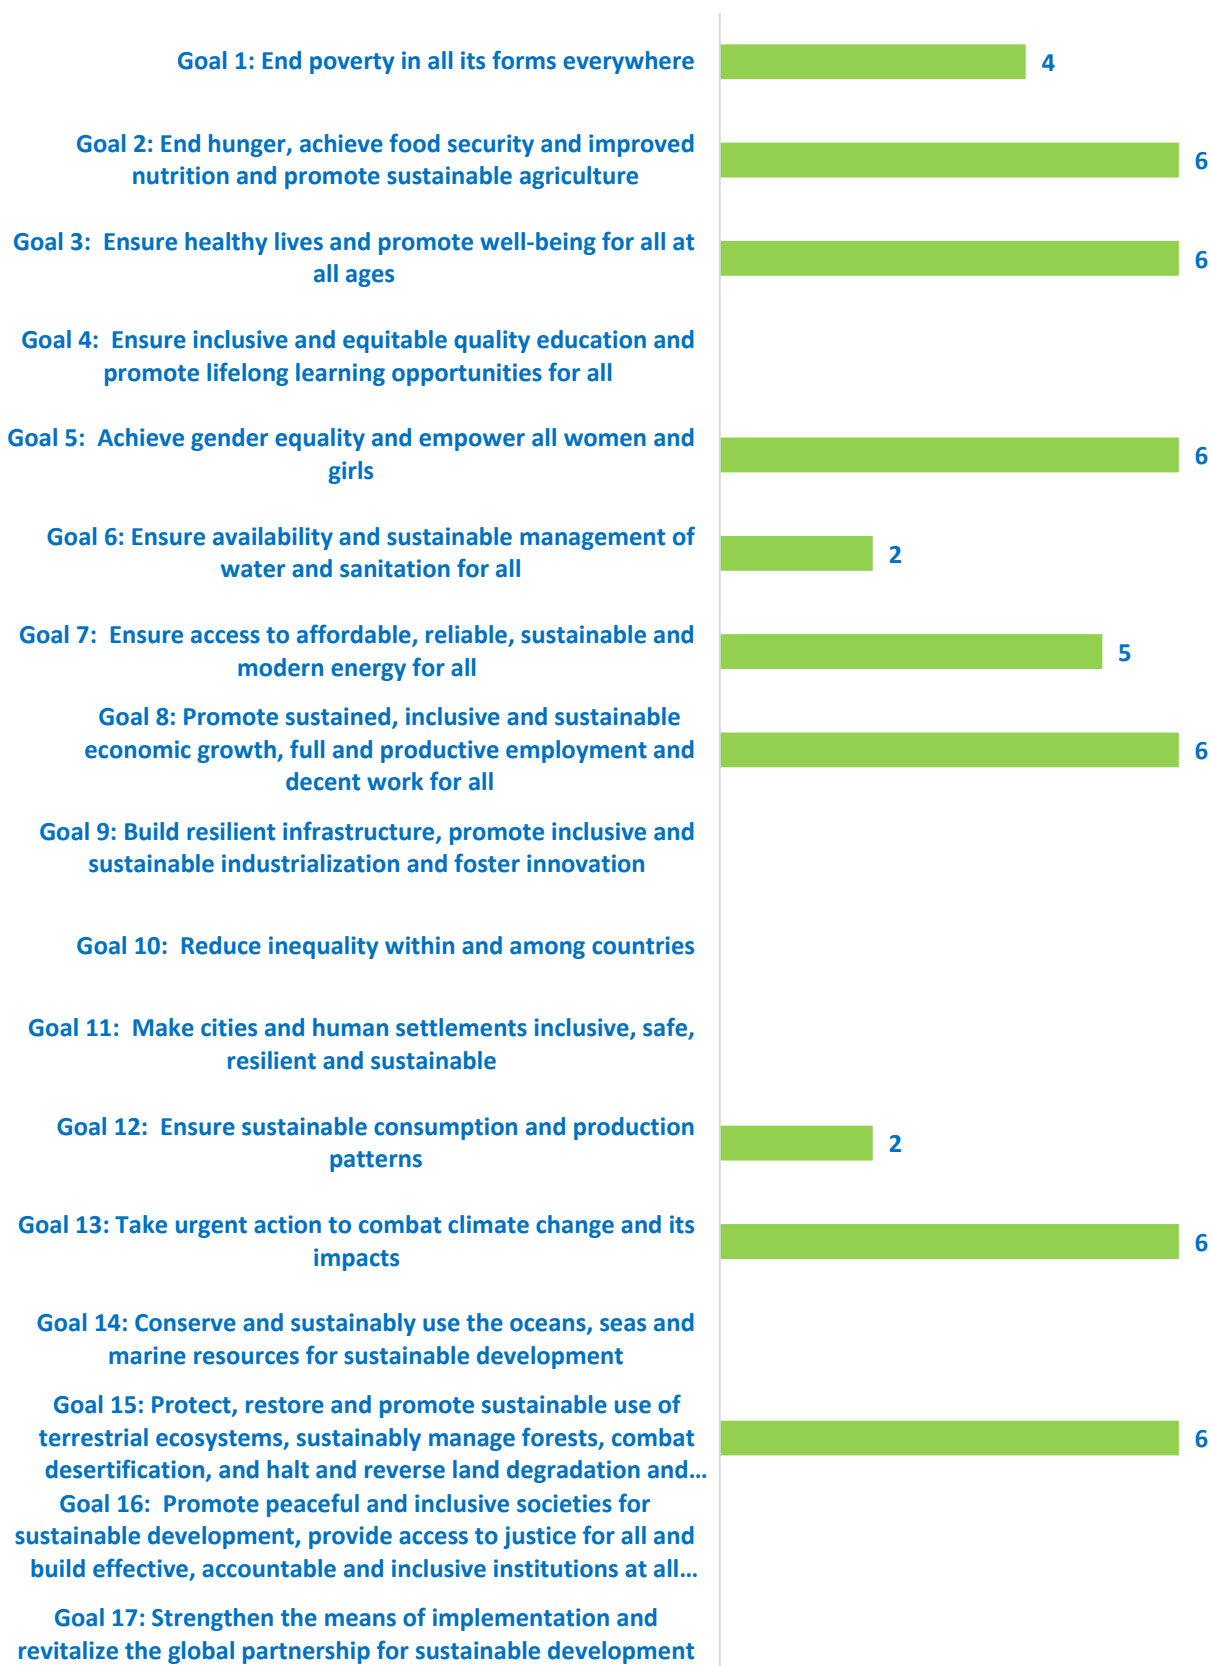 Goal 1: End poverty in all its forms everywhere
4
Goal 2: End hunger, achieve food security and improved
nutrition and promote sustainable agriculture
6
Goal 3:  Ensure healthy lives and promote well-being for all at
all ages
6
Goal 4:  Ensure inclusive and equitable quality education and
promote lifelong learning opportunities for all
Goal 5:  Achieve gender equality and empower all women and
girls
6
Goal 6: Ensure availability and sustainable management of
water and sanitation for all
2
Goal 7:  Ensure access to affordable, reliable, sustainable and
modern energy for all
5
Goal 8: Promote sustained, inclusive and sustainable
economic growth, full and productive employment and
decent work for all
6
Goal 9: Build resilient infrastructure, promote inclusive and
sustainable industrialization and foster innovation
Goal 10:  Reduce inequality within and among countries
Goal 11:  Make cities and human settlements inclusive, safe,
resilient and sustainable
Goal 12:  Ensure sustainable consumption and production
patterns
2
Goal 13: Take urgent action to combat climate change and its
impacts
6
Goal 14: Conserve and sustainably use the oceans, seas and
marine resources for sustainable development
Goal 15: Protect, restore and promote sustainable use of
terrestrial ecosystems, sustainably manage forests, combat
desertification, and halt and reverse land degradation and…
6
Goal 16:  Promote peaceful and inclusive societies for
sustainable development, provide access to justice for all and
build effective, accountable and inclusive institutions at all…
Goal 17: Strengthen the means of implementation and
revitalize the global partnership for sustainable development